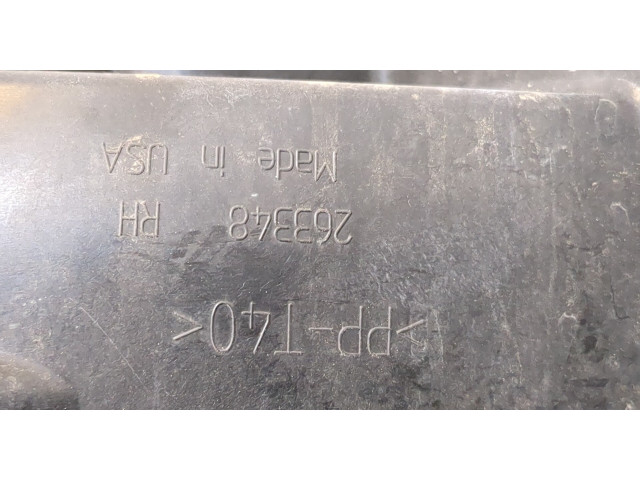 >PP-T40<
263348 RH
Made in USA